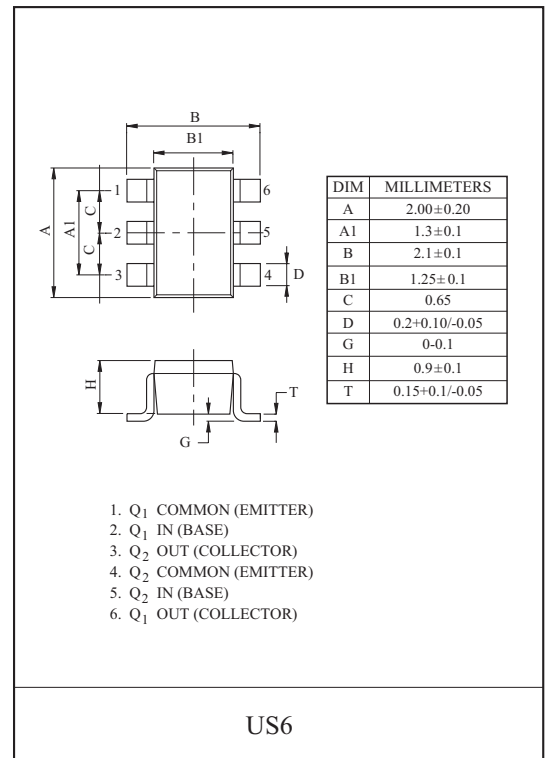 B
B1
1
6
A
A1
C
2
5
C
3
4
D
H
T
G
DIM MILLIMETERS
A 2.00±0.20
A1 1.3±0.1
B 2.1±0.1
B1 1.25±0.1
C 0.65
D 0.2+0.10/-0.05
G 0-0.1
H 0.9±0.1
T 0.15+0.1/-0.05
1. Q1 COMMON (EMITTER)
2. Q1 IN (BASE)
3. Q2 OUT (COLLECTOR)
4. Q2 COMMON (EMITTER)
5. Q2 IN (BASE)
6. Q1 OUT (COLLECTOR)
US6